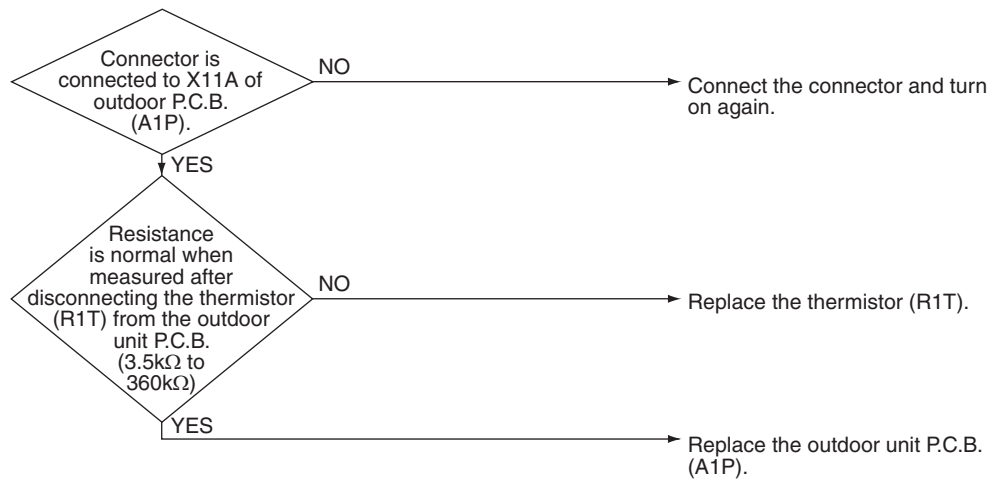 Connector is
connected to X11A of
outdoor P.C.B.
(A1P).
NO
Connect the connector and turn
on again.
YES
Resistance
is normal when
measured after
disconnecting the thermistor
(R1T) from the outdoor
unit P.C.B.
(3.5kΩ to
360kΩ)
NO
Replace the thermistor (R1T).
YES
Replace the outdoor unit P.C.B.
(A1P).